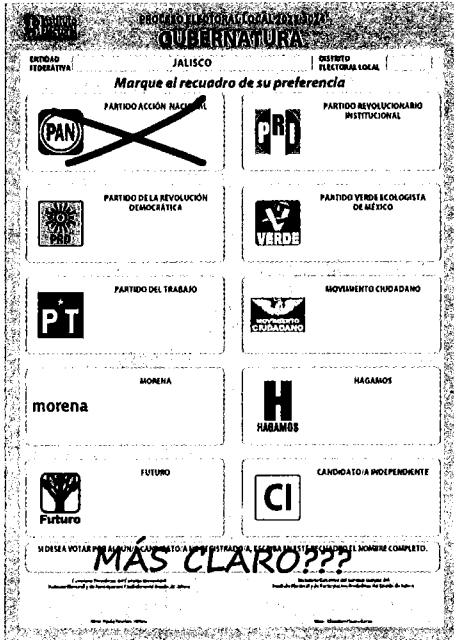 PROCESO ELECTORAL LOCAL 2023-2024
GUBERNATURA
ENTIDAD FEDERATIVA
JALISCO
DISTRITO ELECTORAL LOCAL
Marque el recuadro de su preferencia
PARTIDO ACCIÓN NACIONAL
PAN
PARTIDO REVOLUCIONARIO
INSTITUCIONAL
PRI
PARTIDO DE LA REVOLUCIÓN
DEMOCRÁTICA
PRD
PARTIDO VERDE ECOLOGISTA
DE MÉXICO
VERDE
PARTIDO DEL TRABAJO
PT
MOVIMIENTO CIUDADANO
MOVIMIENTO
CIUDADANO
MORENA
morena
HAGAMOS
H
HAGAMOS
FUTURO
Futuro
CANDIDATO/A INDEPENDIENTE
CI
SI DESEA VOTAR POR ALGÚN/A CANDIDATO/A NO REGISTRADO/A, ESCRIBA EN ESTE RECUADRO EL NOMBRE COMPLETO.
MÁS CLARO???